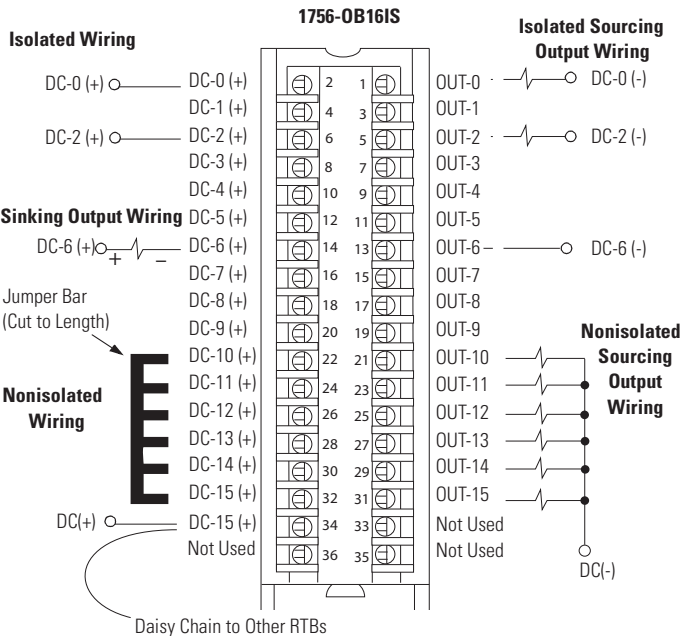 1756-OB16IS
Isolated Wiring
Isolated Sourcing
Output Wiring
DC-0 (+) DC-0 (+) 2 1 OUT-0 DC-0 (-)
DC-1 (+) 4 3 OUT-1
DC-2 (+) DC-2 (+) 6 5 OUT-2 DC-2 (-)
DC-3 (+) 8 7 OUT-3
DC-4 (+) 10 9 OUT-4
Sinking Output Wiring DC-5 (+) 12 11 OUT-5
DC-6 (+) + – DC-6 (+) 14 13 OUT-6 DC-6 (-)
DC-7 (+) 16 15 OUT-7
Jumper Bar
(Cut to Length)
DC-8 (+) 18 17 OUT-8
DC-9 (+) 20 19 OUT-9
Nonisolated
Sourcing
Output
Wiring
DC-10 (+) 22 21 OUT-10
DC-11 (+) 24 23 OUT-11
Nonisolated
Wiring
DC-12 (+) 26 25 OUT-12
DC-13 (+) 28 27 OUT-13
DC-14 (+) 30 29 OUT-14
DC-15 (+) 32 31 OUT-15
DC(+) DC-15 (+) 34 33 Not Used
Not Used 36 35 Not Used
DC(-)
Daisy Chain to Other RTBs